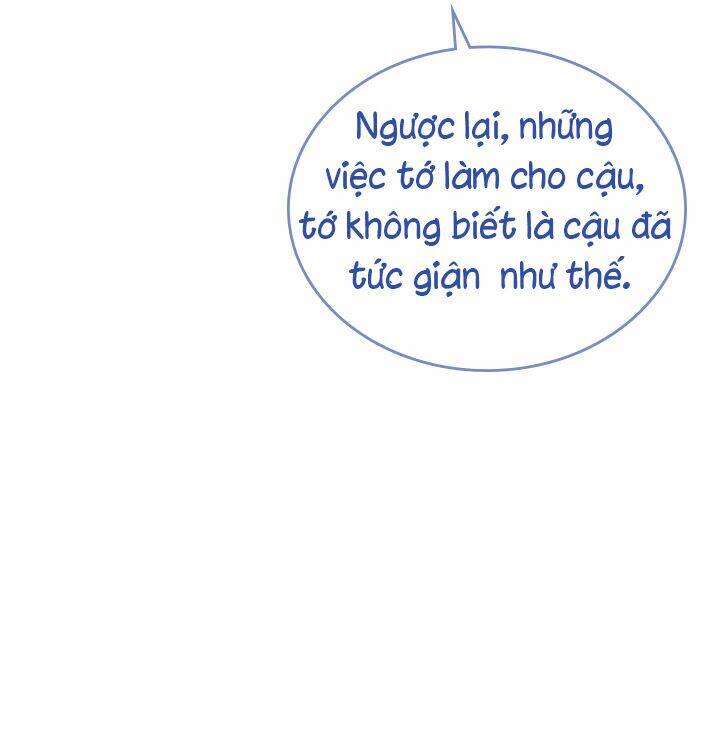 Ngược lại, những
việc tớ làm cho cậu,
tớ không biết là cậu đã
tức giận như thế.